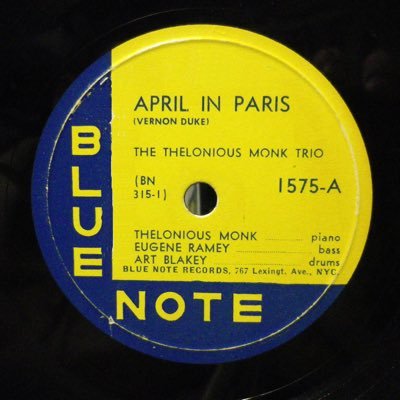 APRIL IN PARIS
(VERNON DUKE)
THE THELONIOUS MONK TRIO
(BN
315-1)
1575-A
THELONIOUS MONK ............ piano
EUGENE RAMEY ............ bass
ART BLAKEY ............ drums
BLUE NOTE RECORDS, 767 Lexingt. Ave., NYC.
BLUE
NOTE